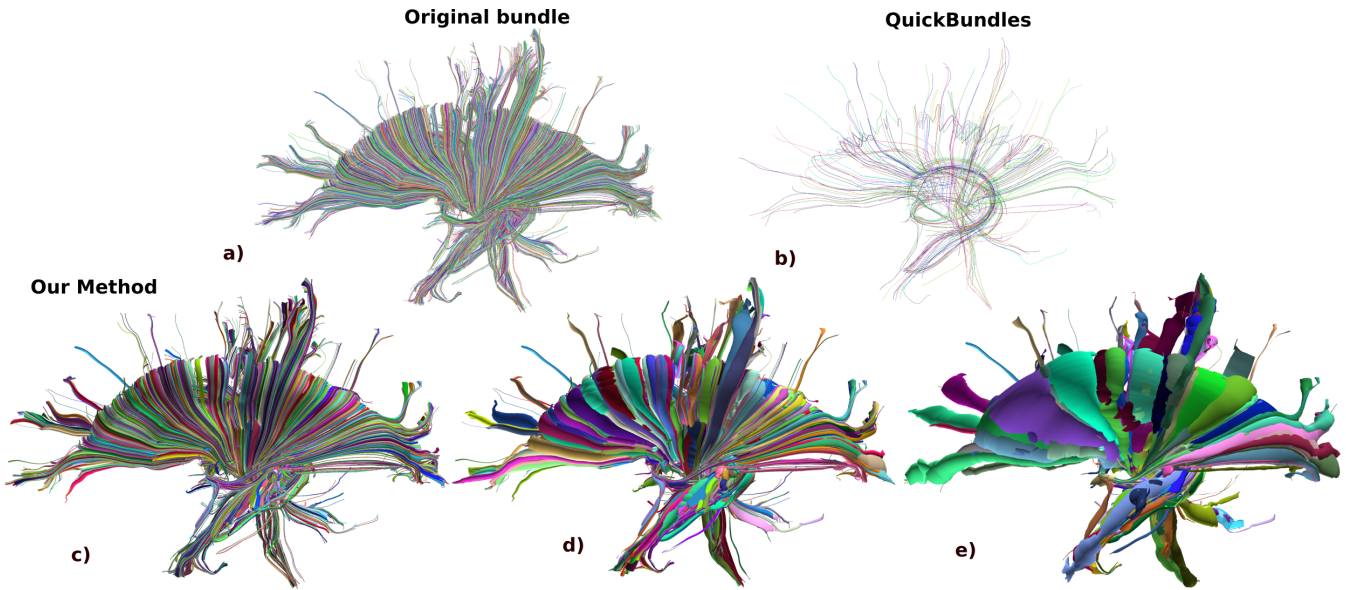 Original bundle
QuickBundles
a)
b)
Our Method
c)
d)
e)